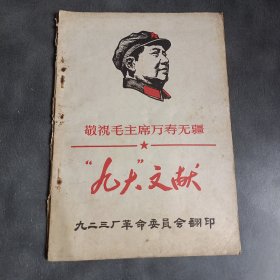 敬祝毛主席万寿无疆
“九大”文献
九二三厂革命委員会翻印